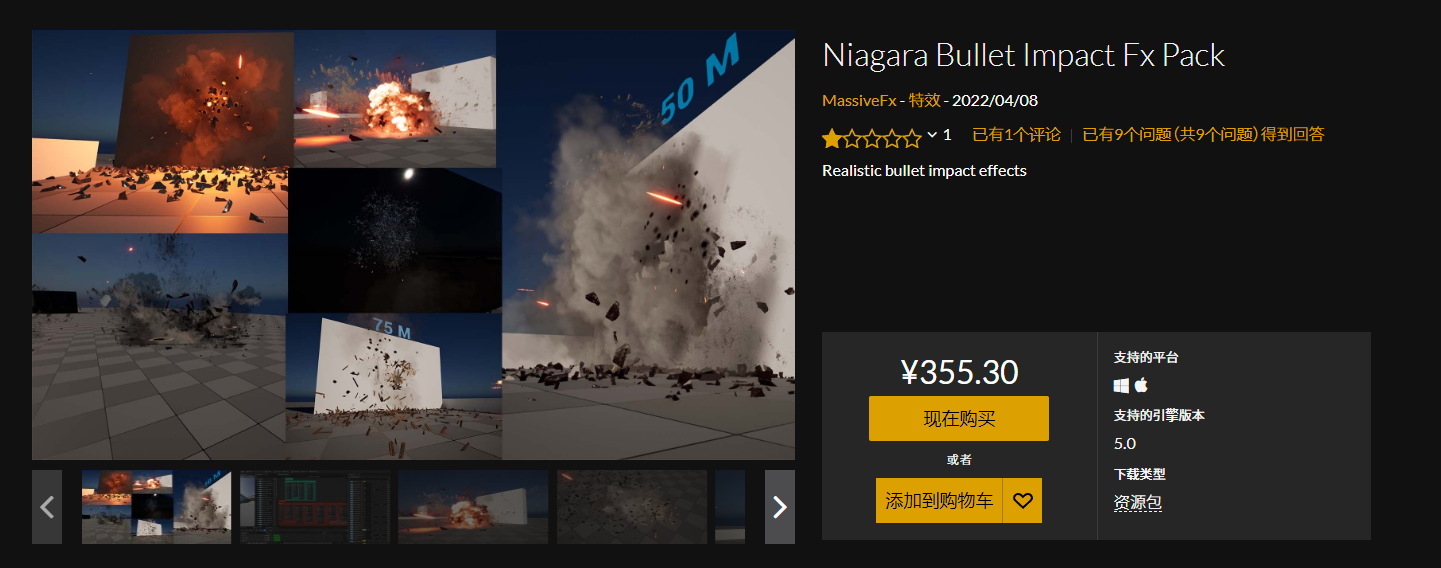 50 M
75 M
Niagara Bullet Impact Fx Pack
MassiveFx - 特效 - 2022/04/08
1 已有1个评论 | 已有9个问题（共9个问题）得到回答
Realistic bullet impact effects
¥355.30
现在购买
或者
添加到购物车
支持的平台
支持的引擎版本
5.0
下载类型
资源包